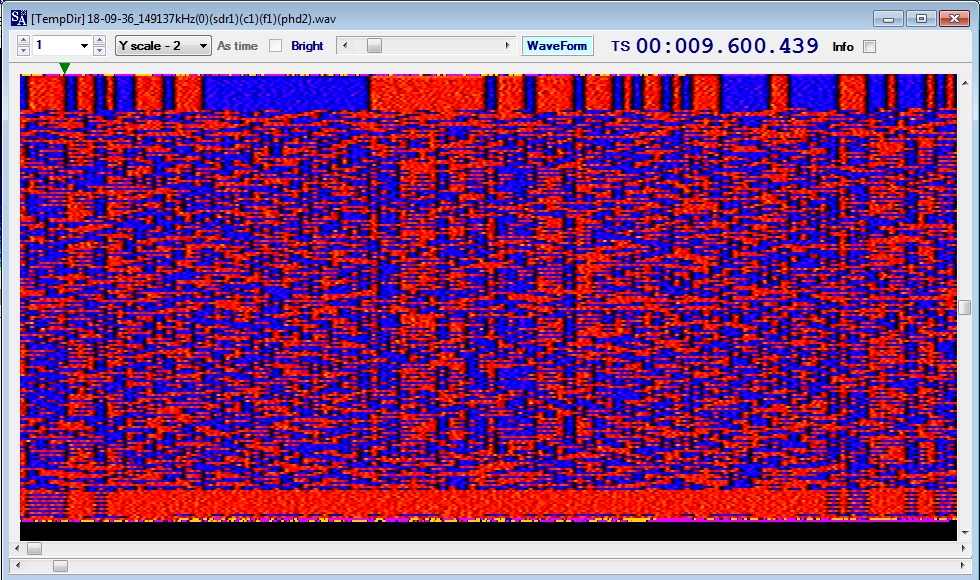 SA [TempDir] 18-09-36_149137kHz(0)(sdr1)(c1)(f1)(phd2).wav
1 Y scale - 2 As time Bright WaveForm TS 00:009.600.439 Info